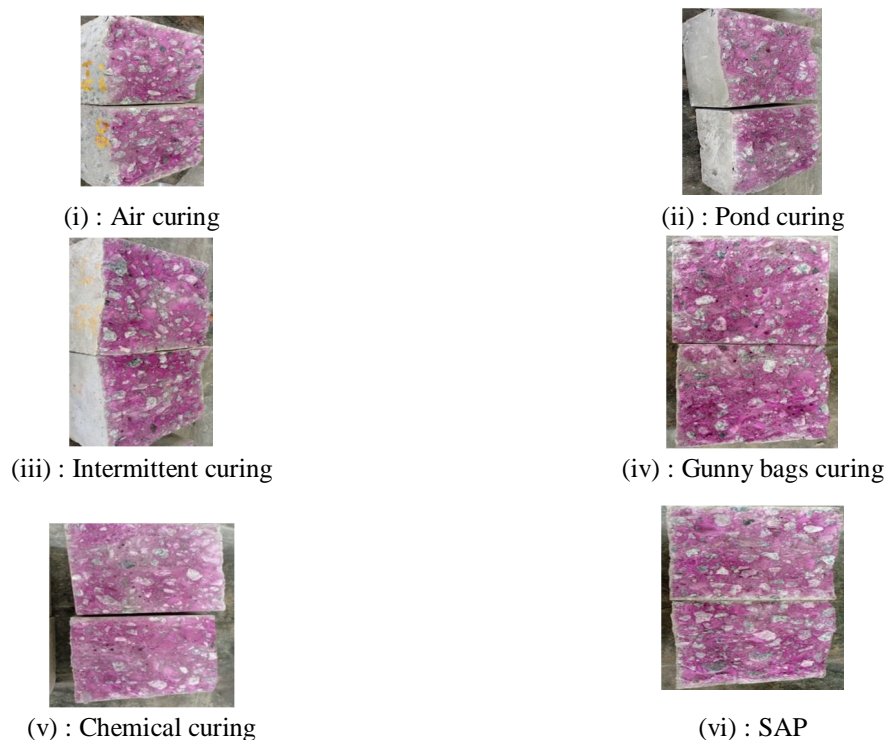 (i) : Air curing
(ii) : Pond curing
(iii) : Intermittent curing
(iv) : Gunny bags curing
(v) : Chemical curing
(vi) : SAP